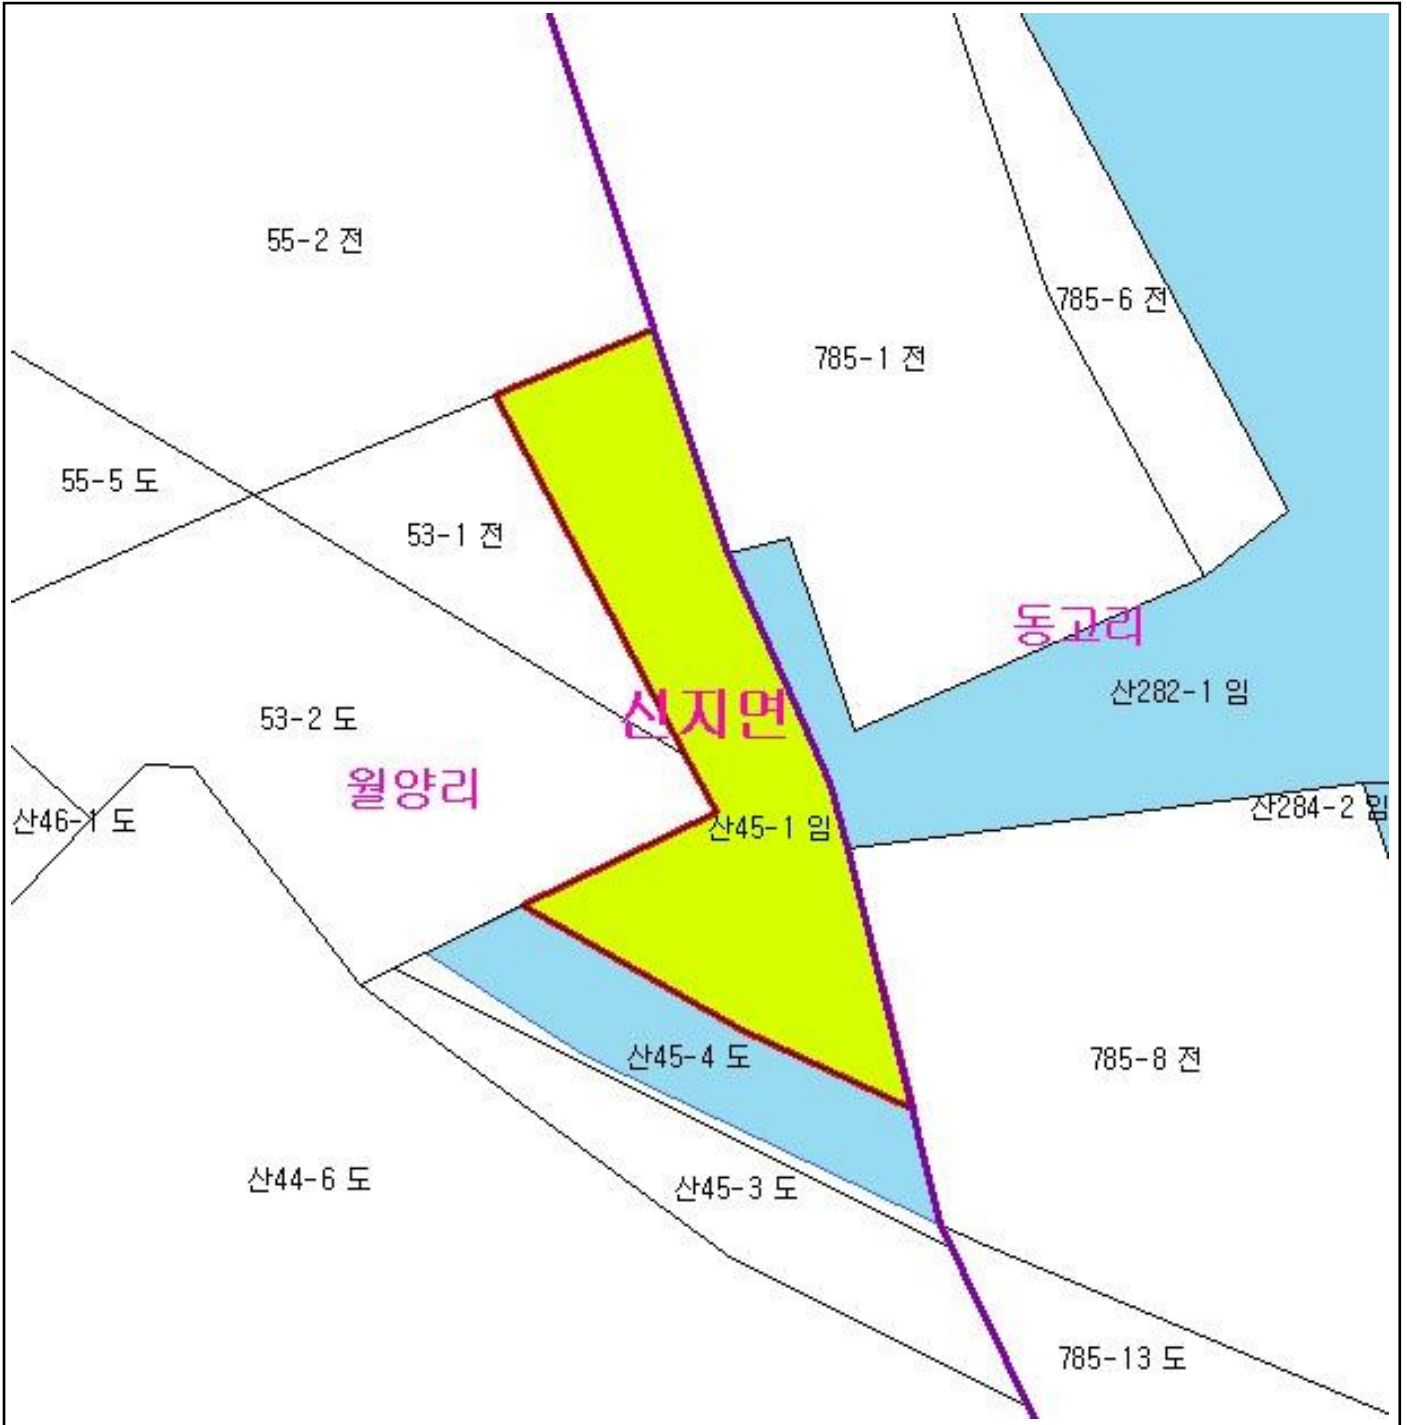 55-2 전
785-6 전
785-1 전
55-5 도
53-1 전
동고리
산282-1 임
신지면
53-2 도
월양리
산46-1 도
산45-1 임
산284-2 임
산45-4 도
785-8 전
산44-6 도
산45-3 도
785-13 도